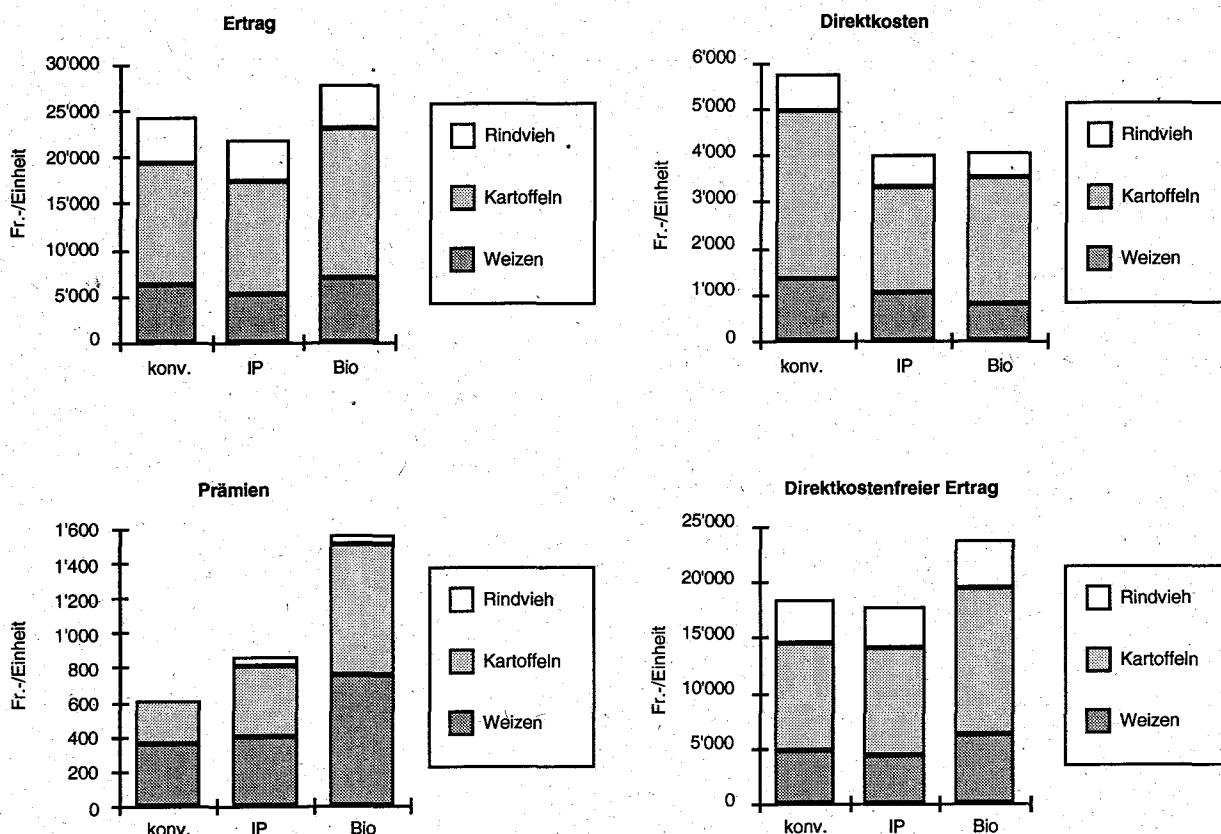 Ertrag
Fr.-/Einheit
30'000
25'000
20'000
15'000
10'000
5'000
0
konv. IP Bio
Rindvieh
Kartoffeln
Weizen
Direktkosten
Fr.-/Einheit
6'000
5'000
4'000
3'000
2'000
1'000
0
konv. IP Bio
Rindvieh
Kartoffeln
Weizen
Prämien
Fr.-/Einheit
1'600
1'400
1'200
1'000
800
600
400
200
0
konv. IP Bio
Rindvieh
Kartoffeln
Weizen
Direktkostenfreier Ertrag
Fr.-/Einheit
25'000
20'000
15'000
10'000
5'000
0
konv. IP Bio
Rindvieh
Kartoffeln
Weizen